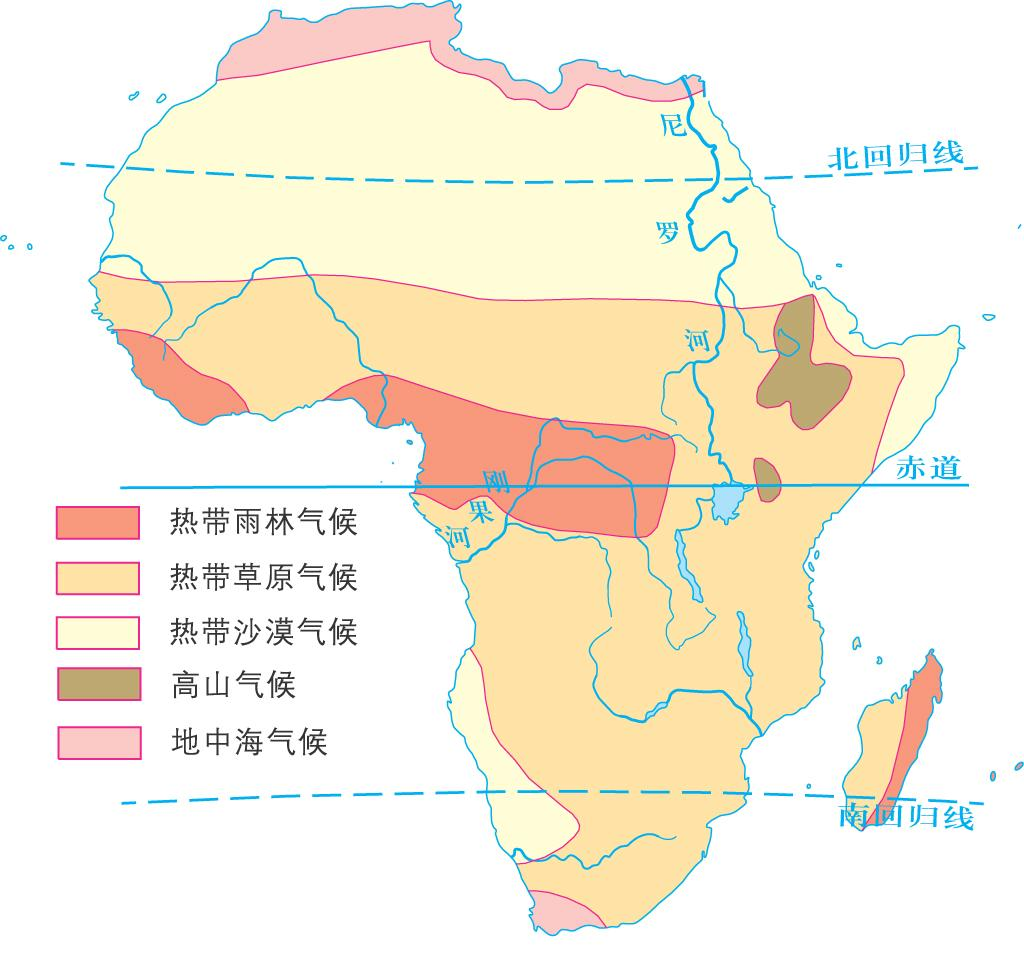 尼
北回归线
罗
河
赤道
刚
果
河
热带雨林气候
热带草原气候
热带沙漠气候
高山气候
地中海气候
南回归线